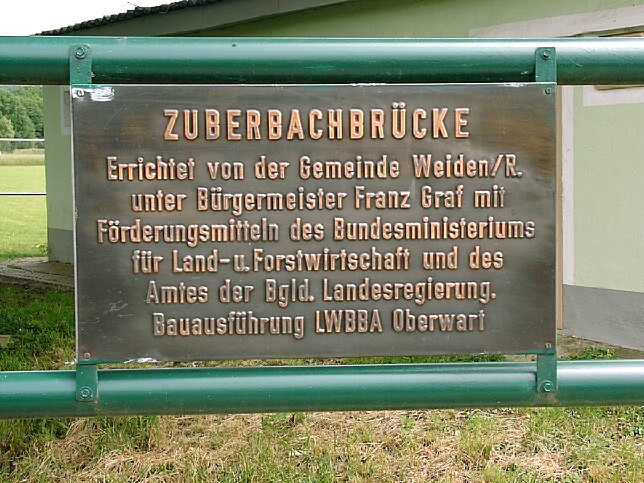 ZUBERBACHBRÜCKE
Errichtet von der Gemeinde Weiden/R.
unter Bürgermeister Franz Graf mit
Förderungsmitteln des Bundesministeriums
für Land-u.Forstwirtschaft und des
Amtes der Bgld. Landesregierung.
Bauausführung LWBBA Oberwart